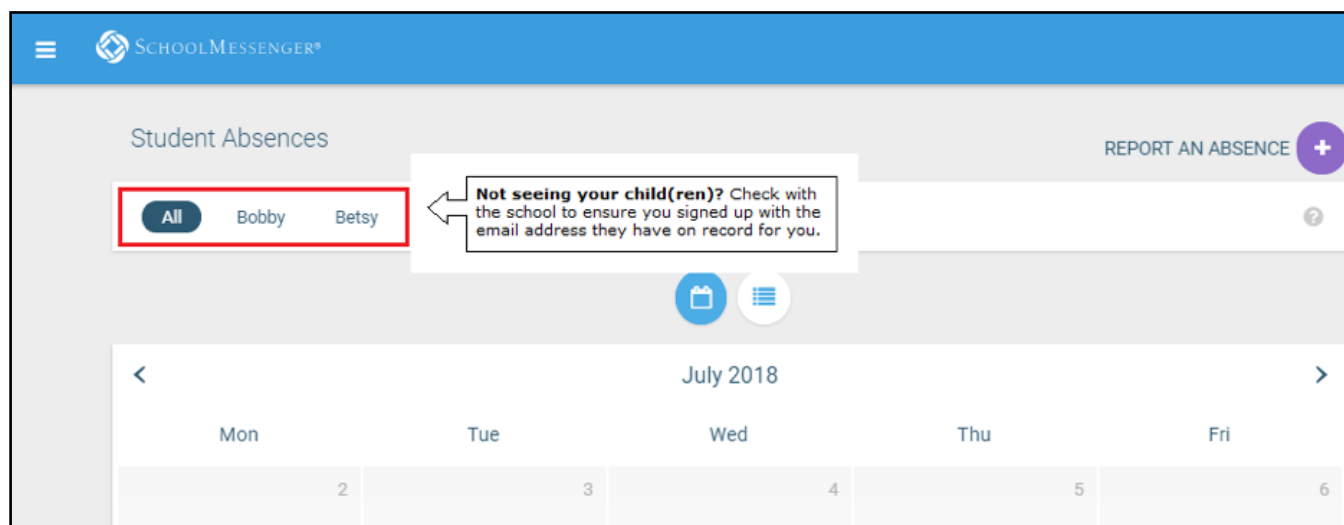 SCHOOLMESSENGER®
Student Absences
REPORT AN ABSENCE +
All Bobby Betsy
Not seeing your child(ren)? Check with
the school to ensure you signed up with the
email address they have on record for you.
?
< July 2018 >
Mon Tue Wed Thu Fri
2 3 4 5 6